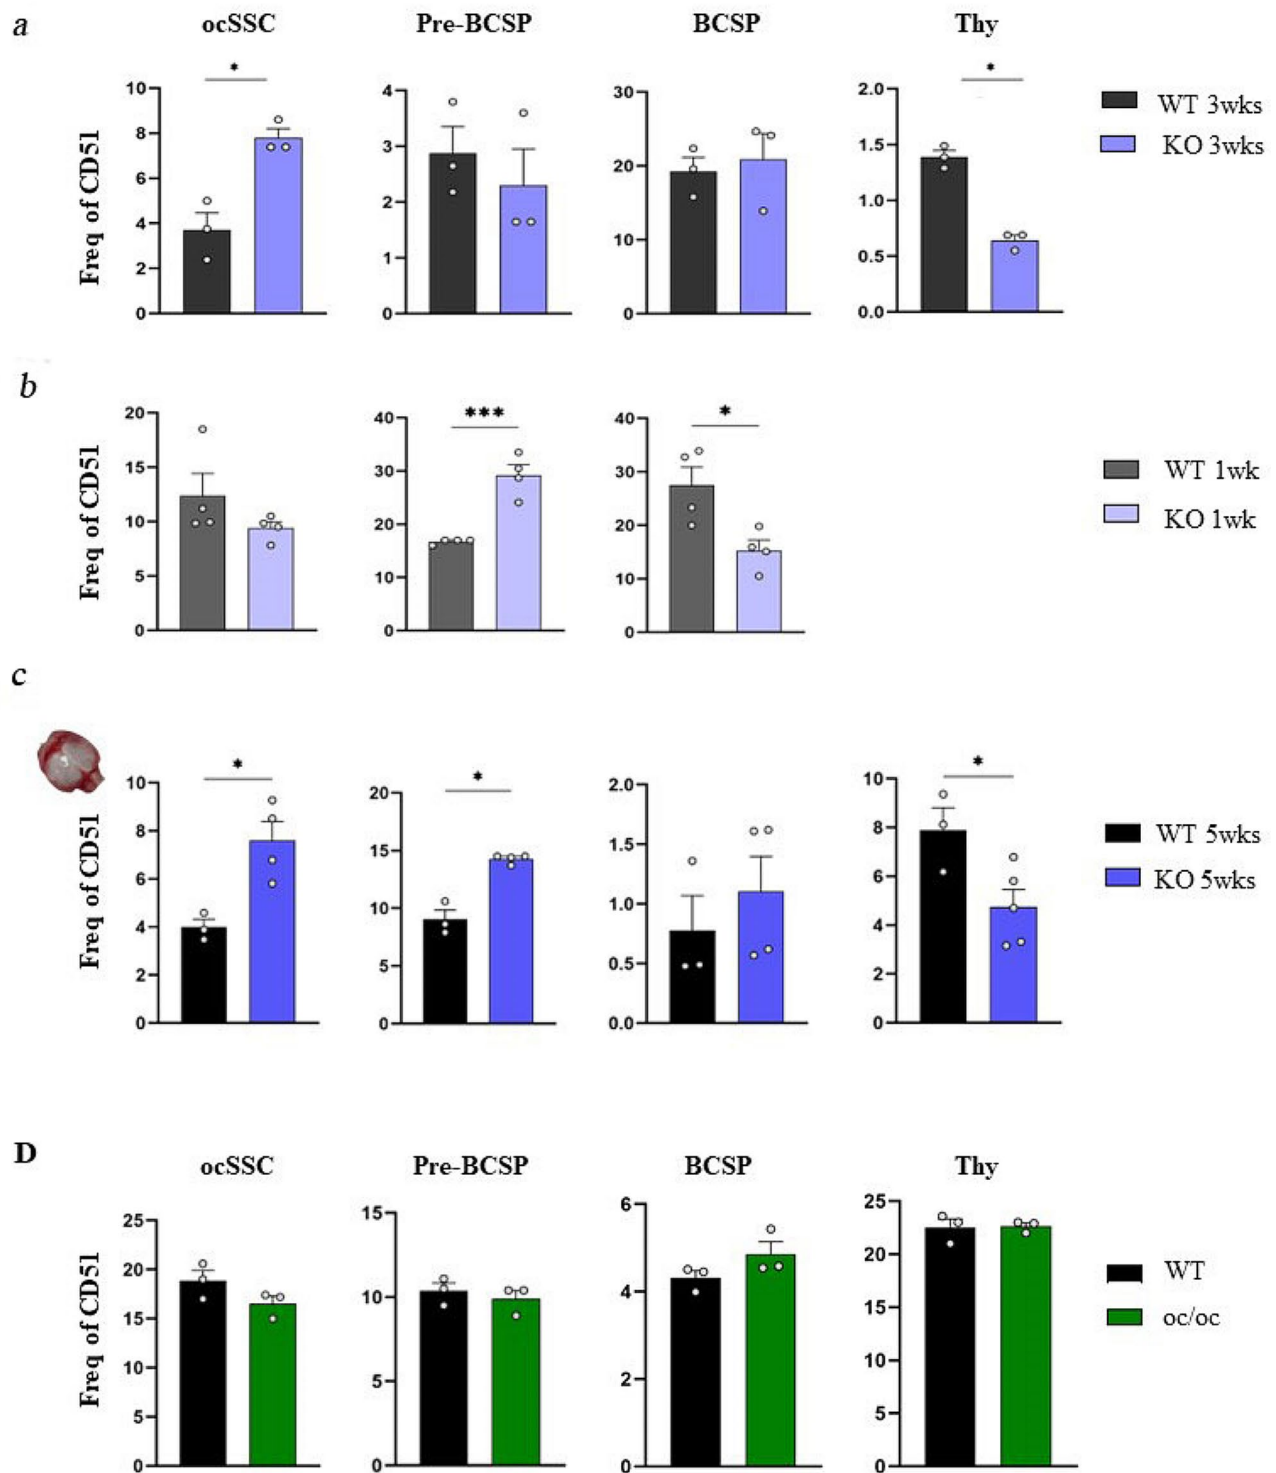 a
ocSSC Pre-BCSP BCSP Thy
* *
Freq of CD51
10 8 6 4 2 0
4 3 2 1 0
30 20 10 0
2.0 1.5 1.0 0.5 0.0
WT 3wks
KO 3wks
b
*** *
Freq of CD51
20 15 10 5 0
40 30 20 10 0
40 30 20 10 0
WT 1wk
KO 1wk
c
* * *
Freq of CD51
10 8 6 4 2 0
20 15 10 5 0
2.0 1.5 1.0 0.5 0.0
10 8 6 4 2 0
WT 5wks
KO 5wks
D
ocSSC Pre-BCSP BCSP Thy
Freq of CD51
25 20 15 10 5 0
15 10 5 0
6 4 2 0
25 20 15 10 5 0
WT
oc/oc